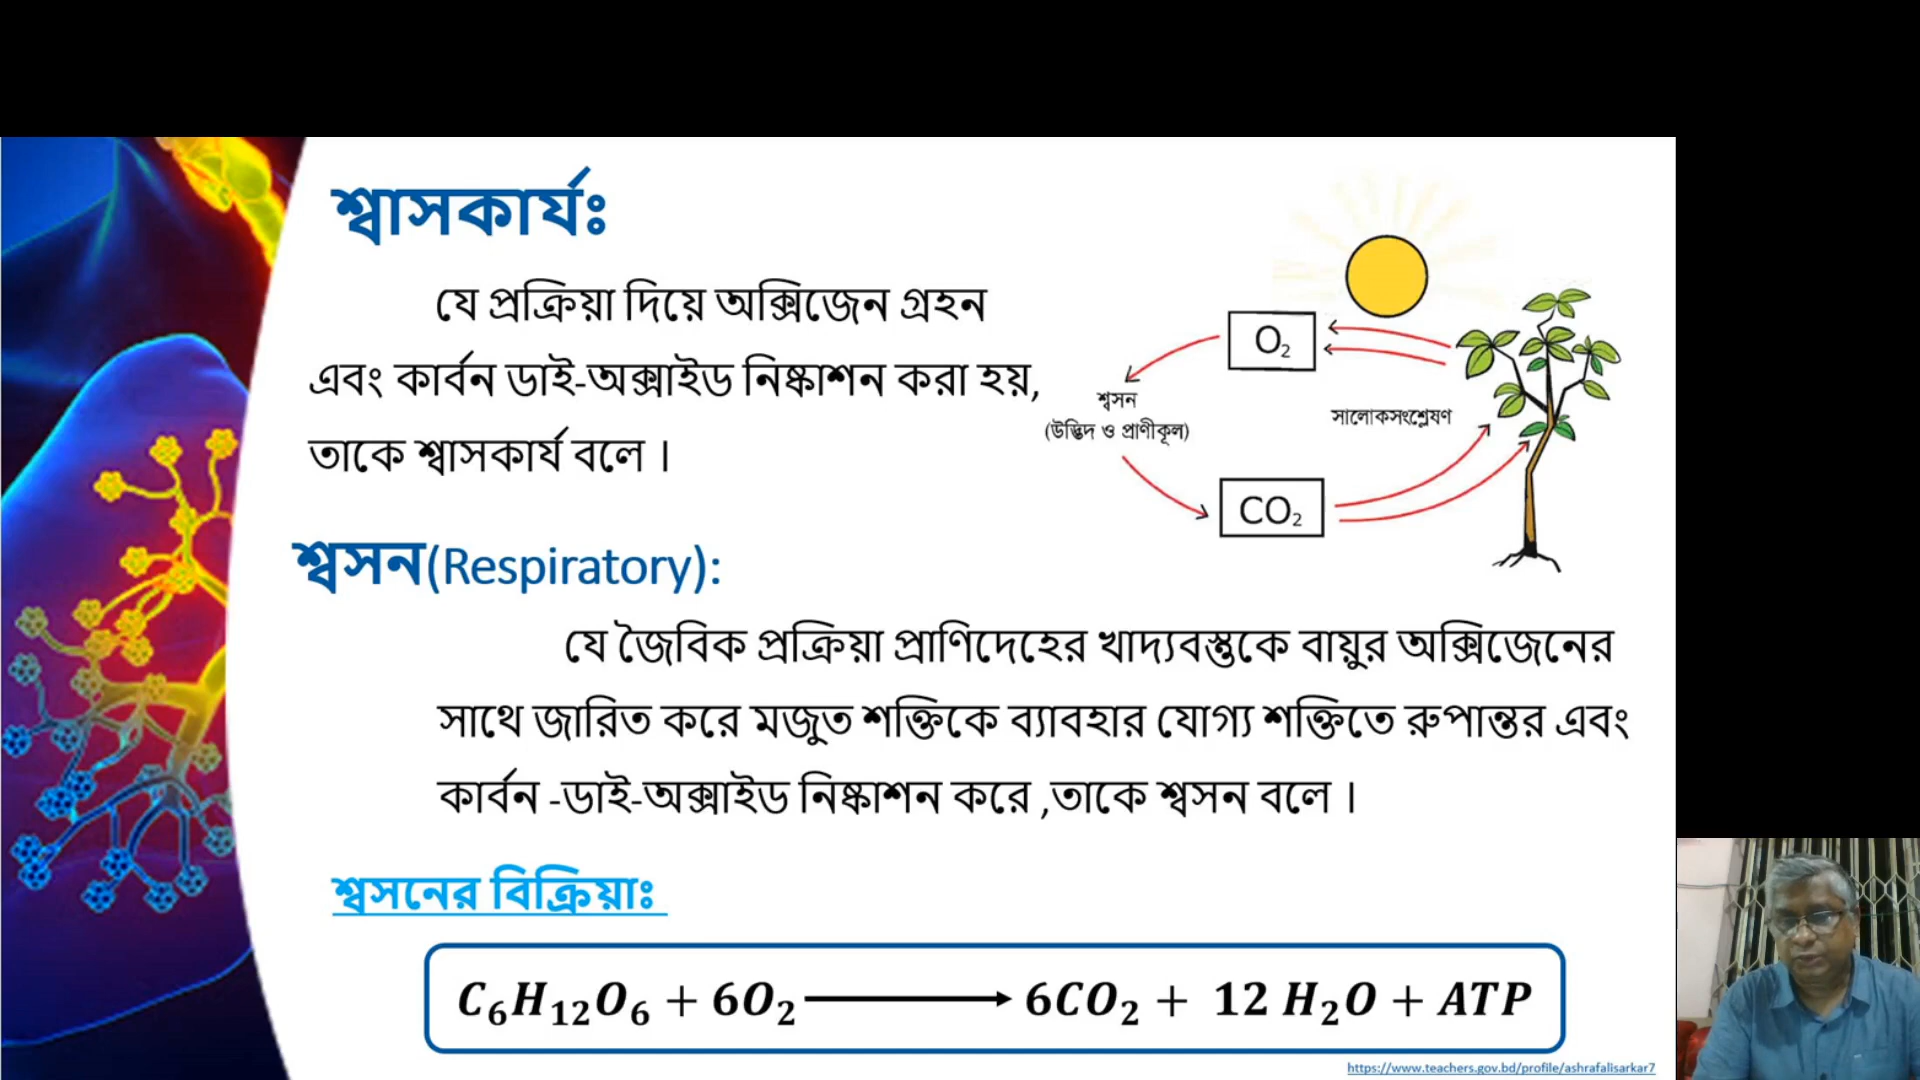 শ্বাসকার্যঃ
যে প্রক্রিয়া দিয়ে অক্সিজেন গ্রহন
এবং কার্বন ডাই-অক্সাইড নিষ্কাশন করা হয়,
তাকে শ্বাসকার্য বলে ।
O₂
শ্বসন
(উদ্ভিদ ও প্রাণীকূল)
সালোকসংশ্লেষণ
CO₂
শ্বসন(Respiratory):
যে জৈবিক প্রক্রিয়া প্রাণিদেহের খাদ্যবস্তুকে বায়ুর অক্সিজেনের
সাথে জারিত করে মজুত শক্তিকে ব্যাবহার যোগ্য শক্তিতে রুপান্তর এবং
কার্বন -ডাই-অক্সাইড নিষ্কাশন করে ,তাকে শ্বসন বলে ।
শ্বসনের বিক্রিয়াঃ
C₆H₁₂O₆ + 6O₂ ⟶ 6CO₂ + 12 H₂O + ATP
https://www.teachers.gov.bd/profile/ashrafalisarkar7